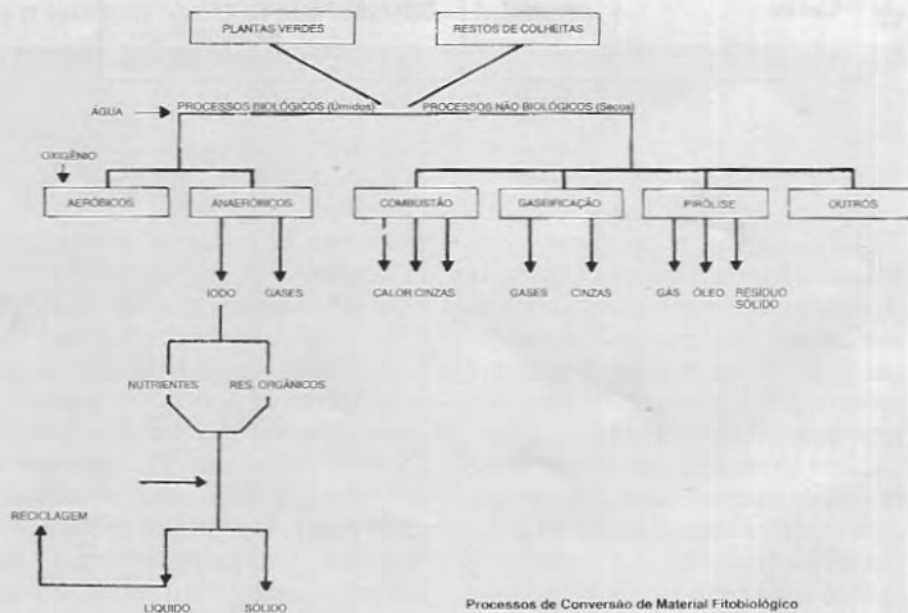 PLANTAS VERDES
RESTOS DE COLHEITAS
ÁGUA
PROCESSOS BIOLÓGICOS (Úmidos)
PROCESSOS NÃO BIOLÓGICOS (Secos)
OXIGÊNIO
AERÓBICOS
ANAERÓBICOS
COMBUSTÃO
GASEIFICAÇÃO
PIRÓLISE
OUTROS
IODO
GASES
CALOR CINZAS
GASES
CINZAS
GÁS
ÓLEO
RESÍDUO
SÓLIDO
NUTRIENTES
RES. ORGÂNICOS
RECICLAGEM
LÍQUIDO
SÓLIDO
Processos de Conversão de Material Fitobiológico